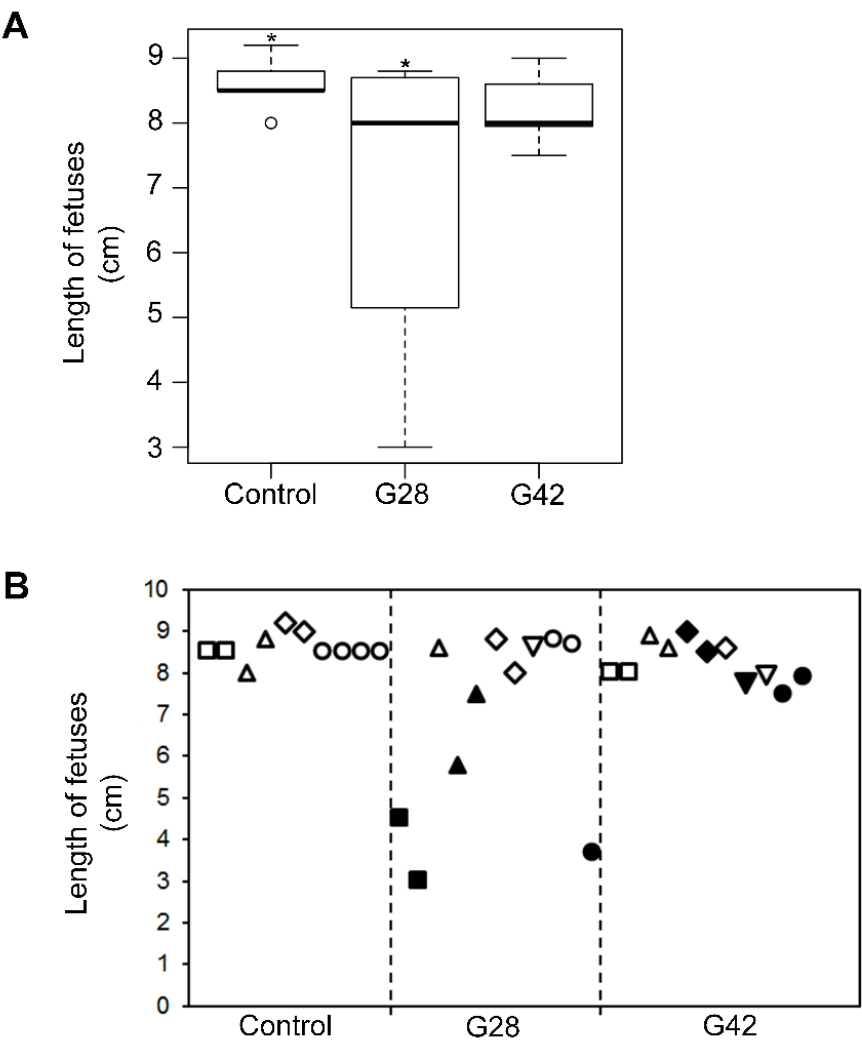 A
*
*
9
8
7
6
5
4
3
Length of fetuses
(cm)
Control G28 G42
B
10
9
8
7
6
5
4
3
2
1
0
Length of fetuses
(cm)
Control G28 G42